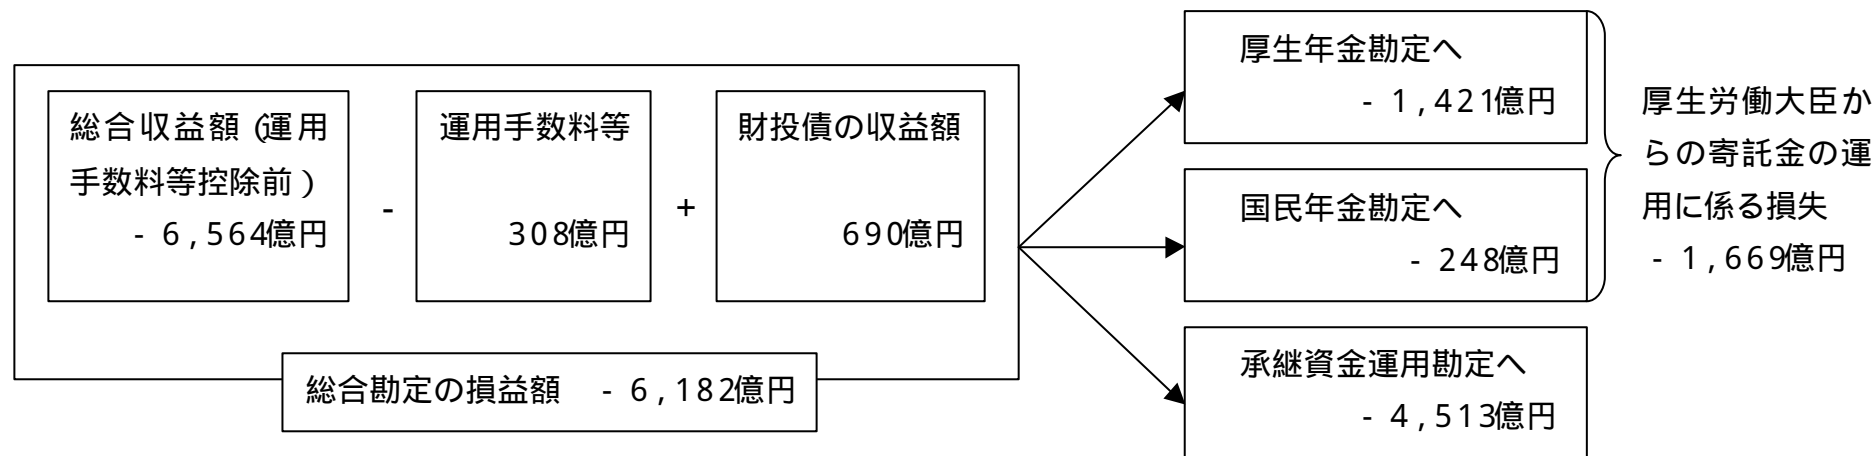 総合収益額（運用
手数料等控除前）
- 6,564億円
-
運用手数料等
308億円
+
財投債の収益額
690億円
総合勘定の損益額　- 6,182億円
厚生年金勘定へ
- 1,421億円
国民年金勘定へ
- 248億円
承継資金運用勘定へ
- 4,513億円
厚生労働大臣か
らの寄託金の運
用に係る損失
- 1,669億円